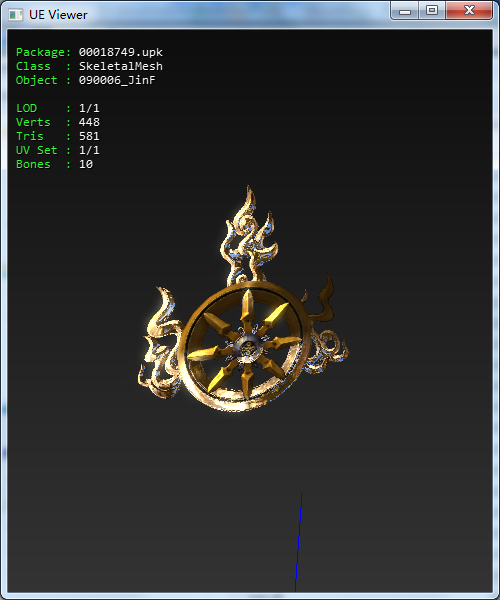 UE Viewer
Package: 00018749.upk
Class  : SkeletalMesh
Object : 090006_JinF
LOD    : 1/1
Verts  : 448
Tris   : 581
UV Set : 1/1
Bones  : 10